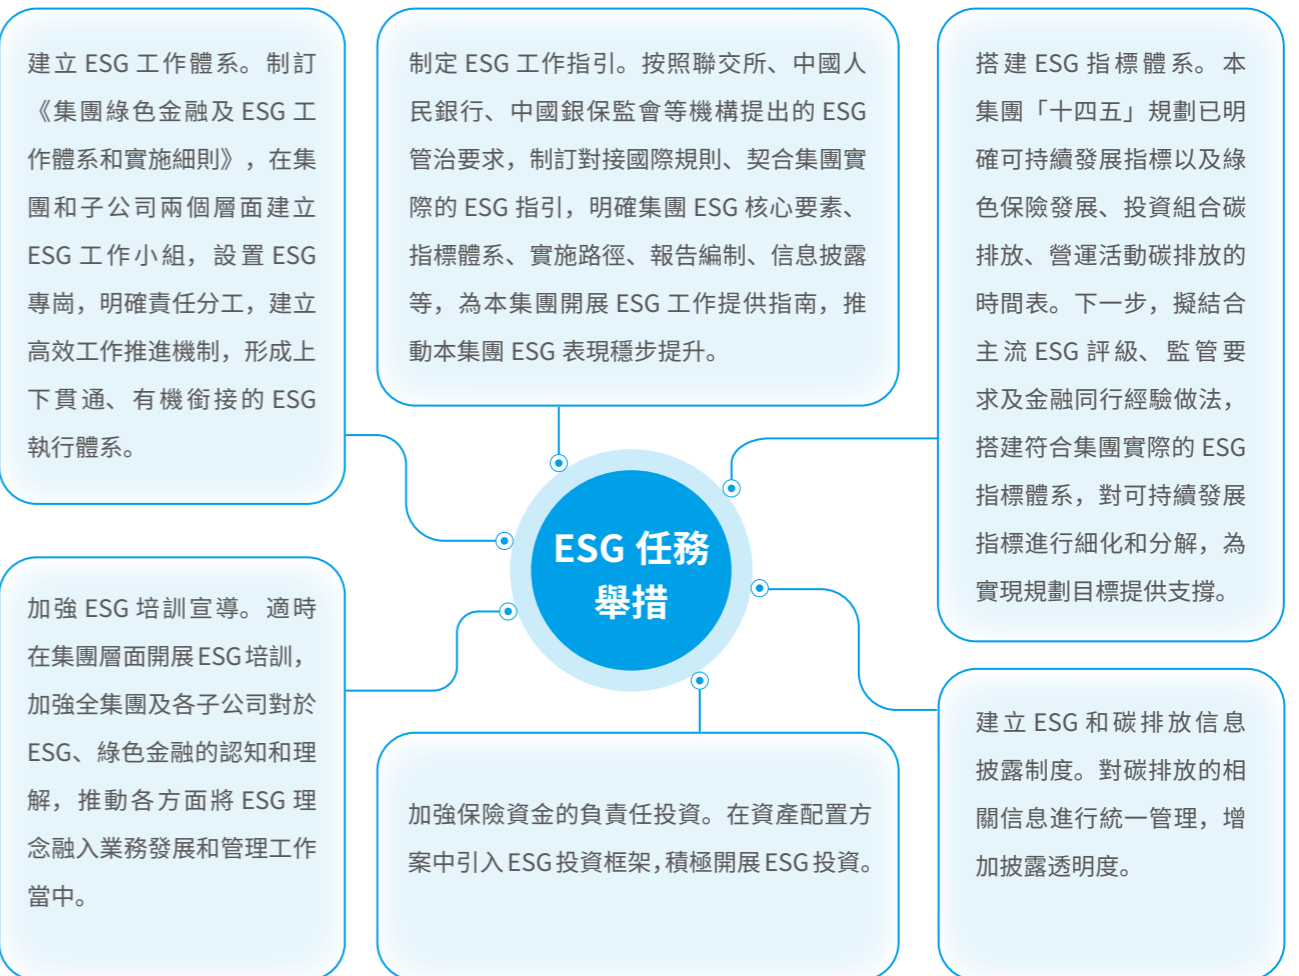 建立 ESG 工作體系。制訂
《集團綠色金融及 ESG 工
作體系和實施細則》，在集
團和子公司兩個層面建立
ESG 工作小組，設置 ESG
專崗，明確責任分工，建立
高效工作推進機制，形成上
下貫通、有機銜接的 ESG
執行體系。
制定 ESG 工作指引。按照聯交所、中國人
民銀行、中國銀保監會等機構提出的 ESG
管治要求，制訂對接國際規則、契合集團實
際的 ESG 指引，明確集團 ESG 核心要素、
指標體系、實施路徑、報告編制、信息披露
等，為本集團開展 ESG 工作提供指南，推
動本集團 ESG 表現穩步提升。
搭建 ESG 指標體系。本
集團「十四五」規劃已明
確可持續發展指標以及綠
色保險發展、投資組合碳
排放、營運活動碳排放的
時間表。下一步，擬結合
主流 ESG 評級、監管要
求及金融同行經驗做法，
搭建符合集團實際的 ESG
指標體系，對可持續發展
指標進行細化和分解，為
實現規劃目標提供支撐。
ESG 任務
舉措
加強 ESG 培訓宣導。適時
在集團層面開展 ESG 培訓，
加強全集團及各子公司對於
ESG、綠色金融的認知和理
解，推動各方面將 ESG 理
念融入業務發展和管理工作
當中。
加強保險資金的負責任投資。在資產配置方
案中引入 ESG 投資框架，積極開展 ESG 投資。
建立 ESG 和碳排放信息
披露制度。對碳排放的相
關信息進行統一管理，增
加披露透明度。